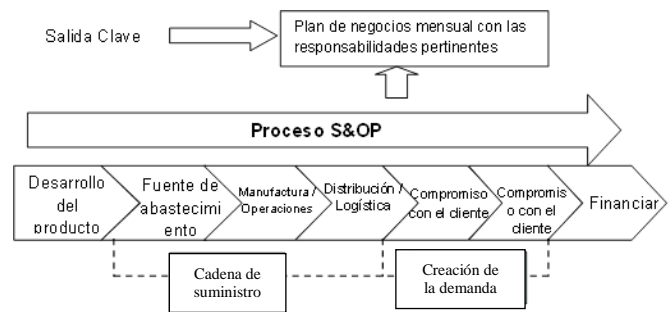 Salida Clave
Plan de negocios mensual con las
responsabilidades pertinentes
Proceso S&OP
Desarrollo
del
producto
Fuente de
abastecimi
ento
Manufactura /
Operaciones
Distribución /
Logística
Compromiso
con el cliente
Compromis
o con el
cliente
Financiar
Cadena de
suministro
Creación de
la demanda